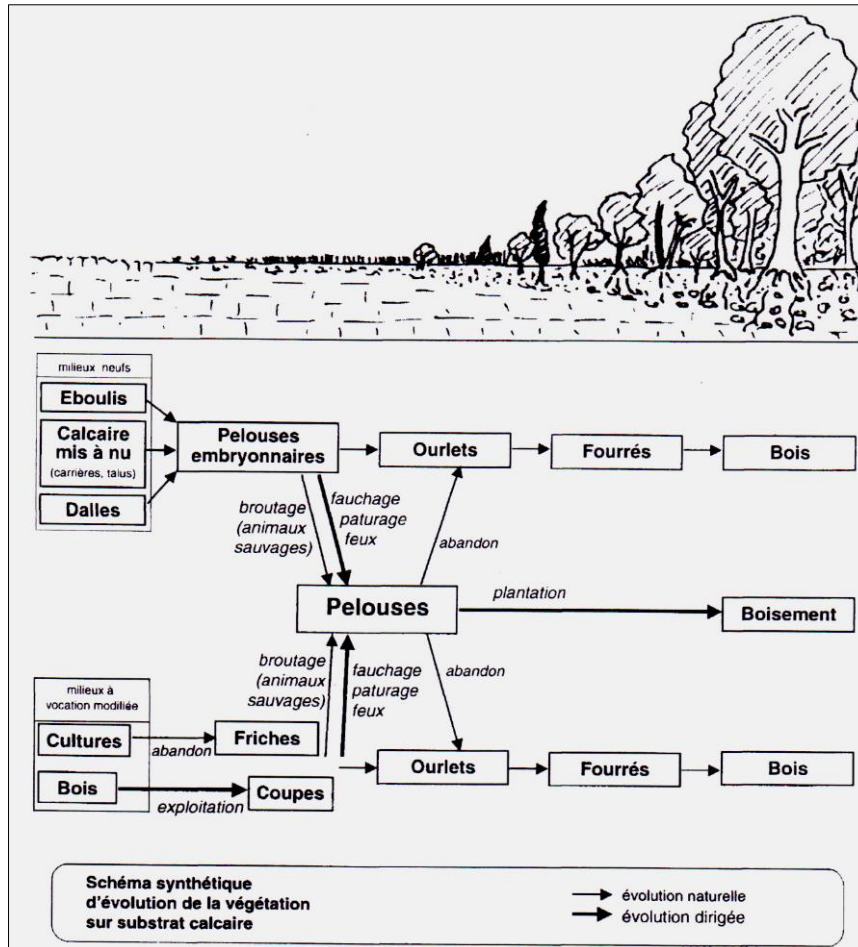 milieux neufs
Eboulis
Calcaire
mis à nu
(carrières, talus)
Dalles
Pelouses
embryonnaires
Ourlets
Fourrés
Bois
broutage
(animaux
sauvages)
fauchage
paturage
feux
abandon
Pelouses
plantation
Boisement
broutage
(animaux
sauvages)
fauchage
paturage
feux
abandon
milieux à
vocation modifiée
Cultures
abandon
Friches
Bois
exploitation
Coupes
Ourlets
Fourrés
Bois
Schéma synthétique
d'évolution de la végétation
sur substrat calcaire
évolution naturelle
évolution dirigée